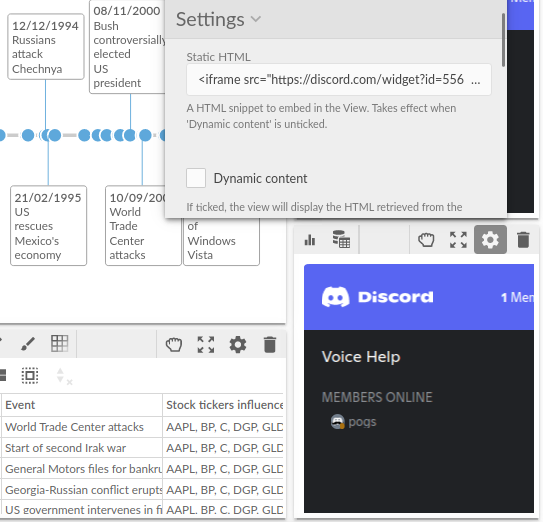 12/12/1994
Russians
attack
Chechnya
08/11/2000
Bush
controversially
elected
US
president
21/02/1995
US
rescues
Mexico's
economy
10/09/200
World
Trade
Center
attacks
of
Windows
Vista
Settings
Static HTML
<iframe src="https://discord.com/widget?id=556 ...
A HTML snippet to embed in the View. Takes effect when
'Dynamic content' is unticked.
Dynamic content
If ticked, the view will display the HTML retrieved from the
Discord
1 Mem
Voice Help
MEMBERS ONLINE
pogs
Event Stock tickers influence
World Trade Center attacks AAPL, BP, C, DGP, GLD
Start of second Irak war AAPL, BP, C, DGP, GLD
General Motors files for bankru AAPL, BP, C, DGP, GLD
Georgia-Russian conflict erupts AAPL, BP, C, DGP, GLD
US government intervenes in fi AAPL, BP, C, DGP, GLD